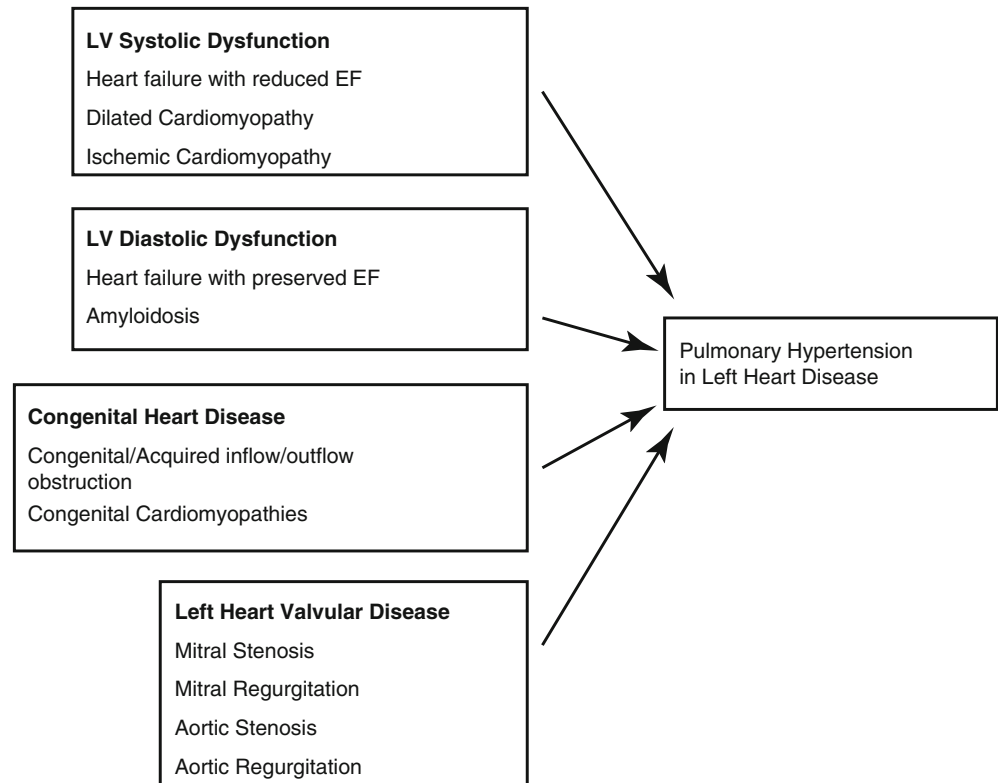 LV Systolic Dysfunction
Heart failure with reduced EF
Dilated Cardiomyopathy
Ischemic Cardiomyopathy
LV Diastolic Dysfunction
Heart failure with preserved EF
Amyloidosis
Congenital Heart Disease
Congenital/Acquired inflow/outflow
obstruction
Congenital Cardiomyopathies
Left Heart Valvular Disease
Mitral Stenosis
Mitral Regurgitation
Aortic Stenosis
Aortic Regurgitation
Pulmonary Hypertension
in Left Heart Disease